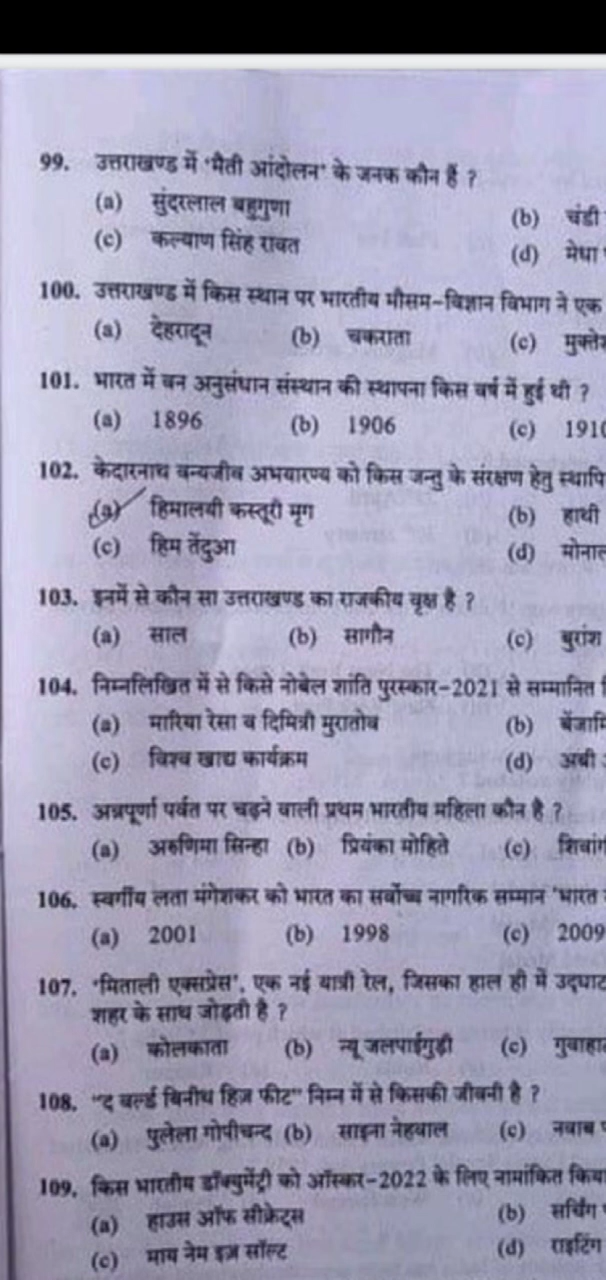 99. उत्तराखण्ड में 'मैती आंदोलन' के जनक कौन हैं ?
(a) सुंदरलाल बहुगुणा
(b) चंडी
(c) कल्याण सिंह रावत
(d) मेधा
100. उत्तराखण्ड में किस स्थान पर भारतीय मौसम-विज्ञान विभाग ने एक
(a) देहरादून (b) चकराता (c) मुक्ते
101. भारत में वन अनुसंधान संस्थान की स्थापना किस वर्ष में हुई थी ?
(a) 1896 (b) 1906 (c) 1910
102. केदारनाथ वन्यजीव अभयारण्य को किस जन्तु के संरक्षण हेतु स्थापि
(a) हिमालयी कस्तूरी मृग (b) हाथी
(c) हिम तेंदुआ (d) मोनाल
103. इनमें से कौन सा उत्तराखण्ड का राजकीय वृक्ष है ?
(a) साल (b) सागौन (c) बुरांश
104. निम्नलिखित में से किसे नोबेल शांति पुरस्कार-2021 से सम्मानित
(a) मारिया रेसा व दिमित्री मुरातोव (b) बेंजामि
(c) विश्व खाद्य कार्यक्रम (d) अबी
105. अन्नपूर्णा पर्वत पर चढ़ने वाली प्रथम भारतीय महिला कौन है ?
(a) अरुणिमा सिन्हा (b) प्रियंका मोहिते (c) शिवांग
106. स्वर्गीय लता मंगेशकर को भारत का सर्वोच्च नागरिक सम्मान 'भारत
(a) 2001 (b) 1998 (c) 2009
107. 'मिताली एक्सप्रेस', एक नई यात्री रेल, जिसका हाल ही में उद्घाट
शहर के साथ जोड़ती है ?
(a) कोलकाता (b) न्यू जलपाईगुड़ी (c) गुवाहा
108. "द वर्ल्ड बिनीथ हिज़ फीट" निम्न में से किसकी जीवनी है ?
(a) पुलेला गोपीचन्द (b) साइना नेहवाल (c) नवाब
109. किस भारतीय डॉक्युमेंट्री को ऑस्कर-2022 के लिए नामांकित किया
(a) हाउस ऑफ सीक्रेट्स (b) सर्चिंग
(c) माय नेम इज़ सॉल्ट (d) राइटिंग